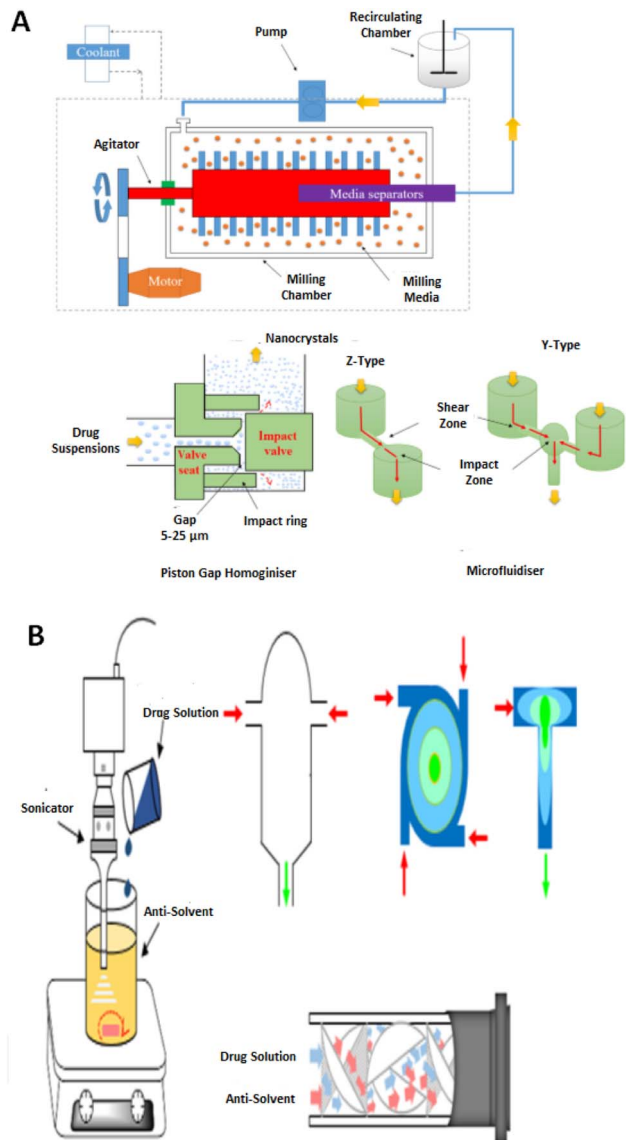 A
Recirculating
Chamber
Pump
Coolant
Agitator
Media separators
Motor
Milling
Chamber
Milling
Media
Nanocrystals
Drug
Suspensions
Valve
seat
Impact
valve
Gap
5-25 μm
Impact ring
Piston Gap Homoginiser
Z-Type
Y-Type
Shear
Zone
Impact
Zone
Microfluidiser
B
Drug Solution
Sonicator
Anti-Solvent
Drug Solution
Anti-Solvent